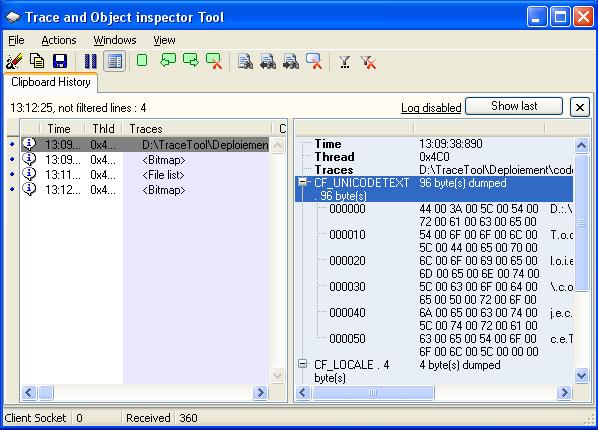 Trace and Object inspector Tool
File Actions Windows View Help
Clipboard History
13:12:25, not filtered lines : 4
Log disabled Show last
Time ThId Traces C
13:09... 0x4... D:\TraceTool\Deploiement
13:09... 0x4... <Bitmap>
13:11... 0x4... <File list>
13:12... 0x4... <Bitmap>
Time 13:09:38:890
Thread 0x4C0
Traces D:\TraceTool\Deploiement\code
CF_UNICODETEXT 96 byte(s) dumped
. 96 byte(s)
000000 44 00 3A 00 5C 00 54 00 D.:.\
72 00 61 00 63 00 65 00
000010 54 00 6F 00 6F 00 6C 00 T.o.c
5C 00 44 00 65 00 70 00
000020 6C 00 6F 00 69 00 65 00 l.o.i.e
6D 00 65 00 6E 00 74 00
000030 5C 00 63 00 6F 00 64 00 \.c.o
65 00 50 00 72 00 6F 00
000040 6A 00 65 00 63 00 74 00 j.e.c.
5C 00 74 00 72 00 61 00
000050 63 00 65 00 54 00 6F 00 c.e.T
6F 00 6C 00 5C 00 00 00
CF_LOCALE . 4 4 byte(s) dumped
byte(s)
Client Socket 0 Received 360